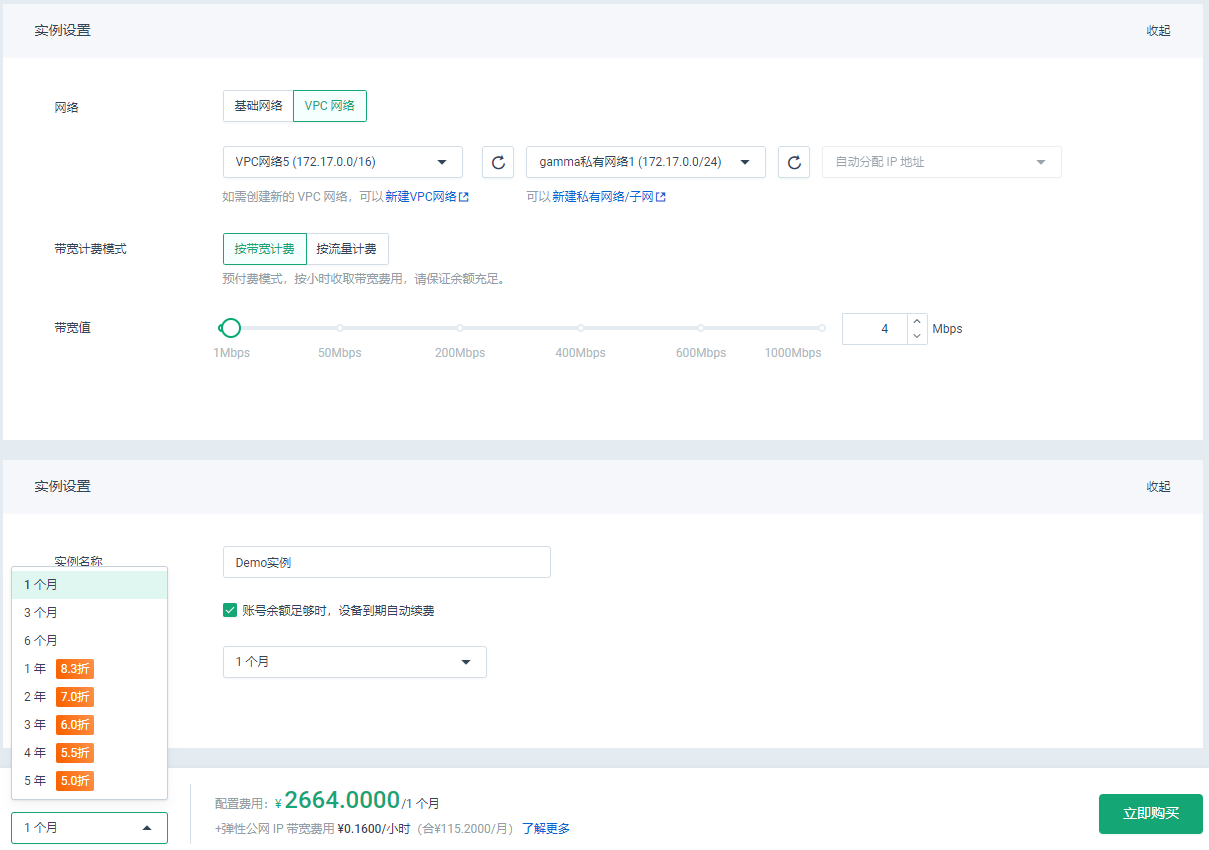 实例设置
收起
网络
基础网络 VPC 网络
VPC网络5 (172.17.0.0/16) gamma私有网络1 (172.17.0.0/24) 自动分配 IP 地址
如需创建新的 VPC 网络，可以新建VPC网络 可以新建私有网络/子网
带宽计费模式 按带宽计费 按流量计费
预付费模式，按小时收取带宽费用，请保证余额充足。
带宽值 4 Mbps
1Mbps 50Mbps 200Mbps 400Mbps 600Mbps 1000Mbps
实例设置
收起
实例名称 Demo实例
账号余额足够时，设备到期自动续费
1 个月
1 个月
3 个月
6 个月
1 年 8.3折
2 年 7.0折
3 年 6.0折
4 年 5.5折
5 年 5.0折
1 个月
配置费用：¥ 2664.0000/1 个月
+弹性公网 IP 带宽费用 ¥0.1600/小时（合¥115.2000/月） 了解更多
立即购买